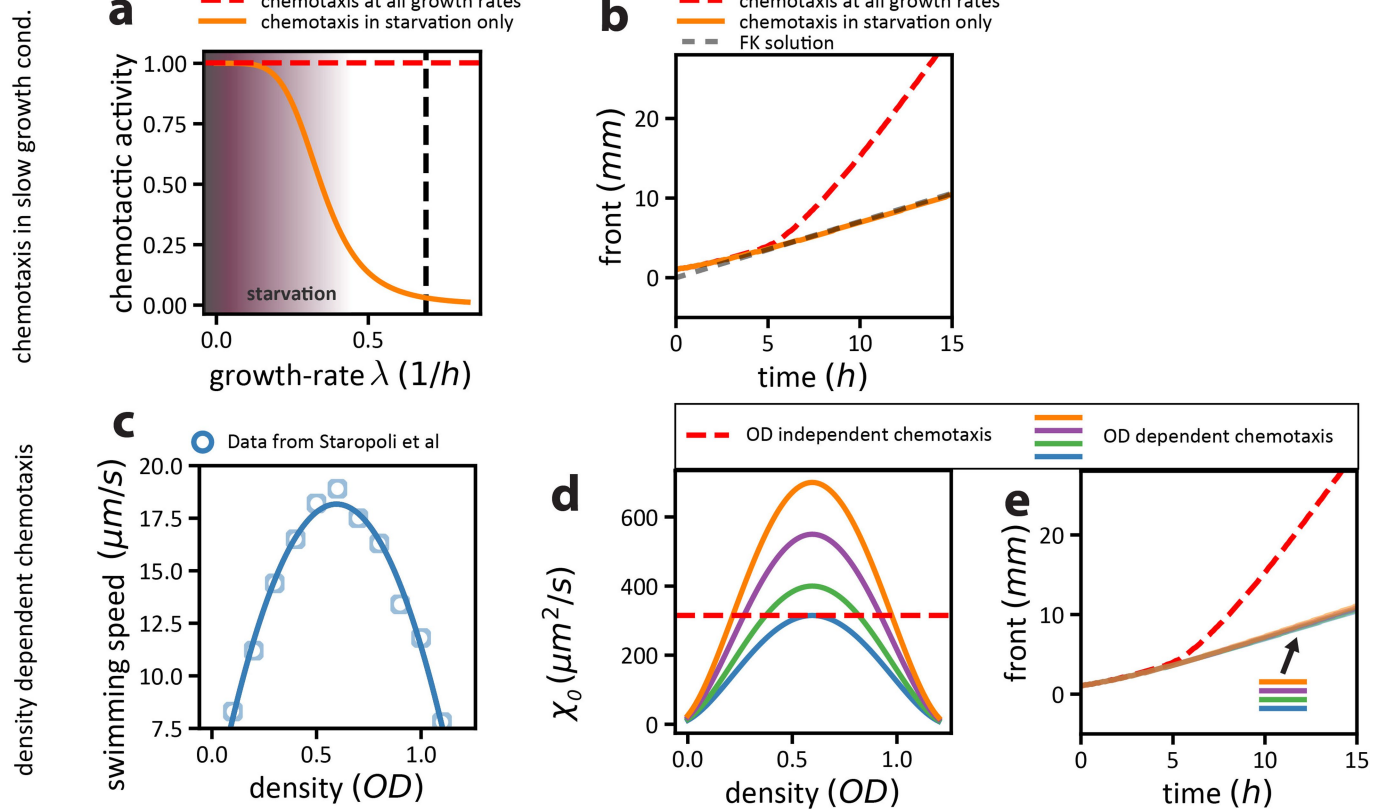 chemotaxis in slow growth cond.
a
chemotaxis at all growth rates
chemotaxis in starvation only
1.00
0.75
0.50
0.25
0.00
chemotactic activity
starvation
0.0
0.5
growth-rate λ (1/h)
b
chemotaxis at all growth rates
chemotaxis in starvation only
FK solution
20
10
0
front (mm)
0
5
10
15
time (h)
density dependent chemotaxis
c
Data from Staropoli et al
20.0
17.5
15.0
12.5
10.0
7.5
swimming speed (μm/s)
0.0
0.5
1.0
density (OD)
OD independent chemotaxis
OD dependent chemotaxis
d
600
400
200
0
χ₀ (μm²/s)
0.0
0.5
1.0
density (OD)
e
20
10
0
front (mm)
0
5
10
15
time (h)